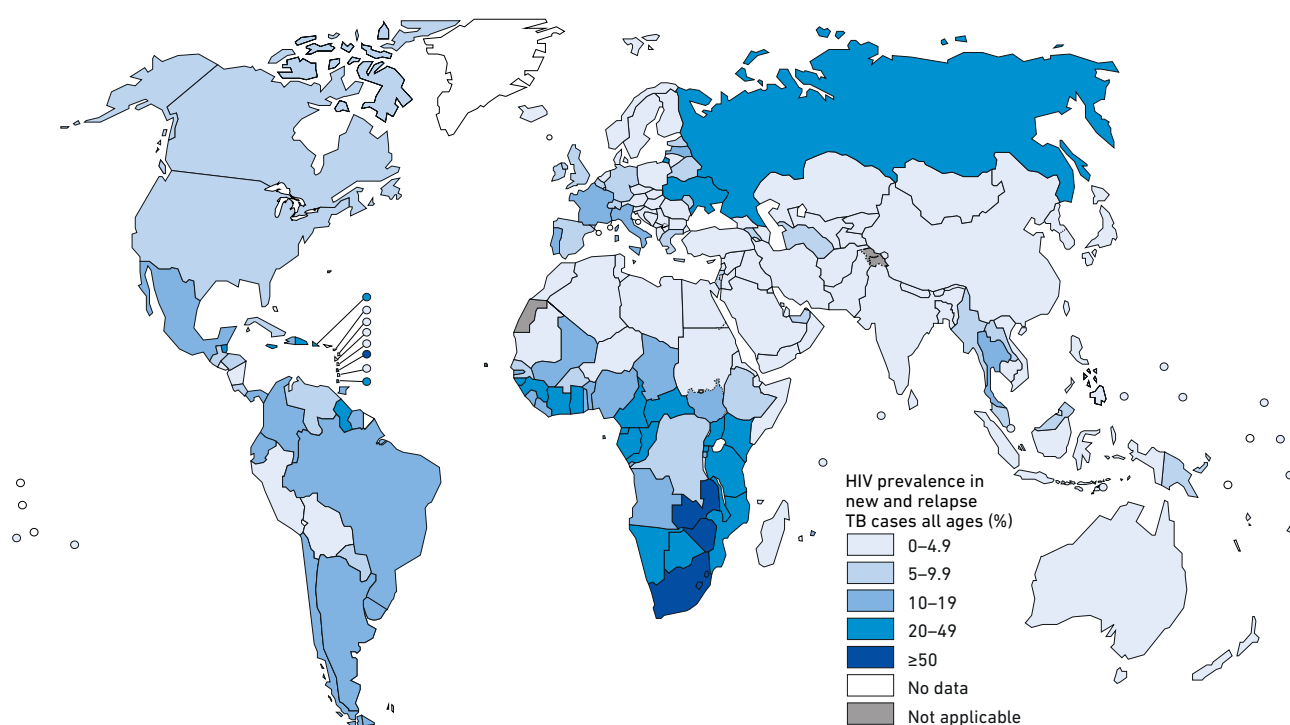 HIV prevalence in
new and relapse
TB cases all ages (%)
0–4.9
5–9.9
10–19
20–49
≥50
No data
Not applicable